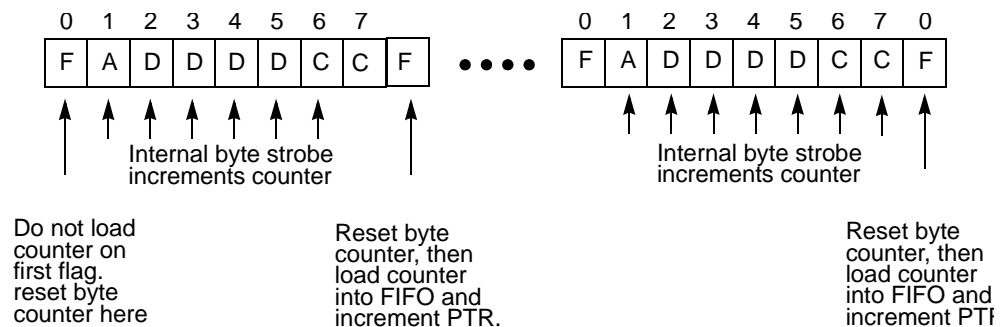 0 1 2 3 4 5 6 7
F A D D D D C C F
0 1 2 3 4 5 6 7 0
F A D D D D C C F
Internal byte strobe
increments counter
Internal byte strobe
increments counter
Do not load
counter on
first flag.
reset byte
counter here
Reset byte
counter, then
load counter
into FIFO and
increment PTR.
Reset byte
counter, then
load counter
into FIFO and
increment PTR